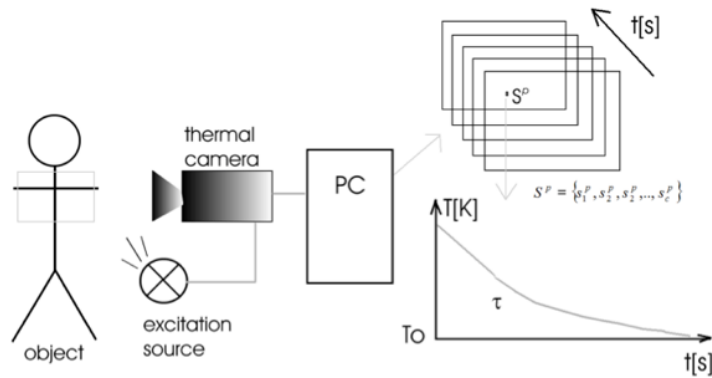 t[s]
S^p
thermal
camera
PC
S^p = {s_1^p, s_2^p, s_2^p,.., s_c^p}
T[K]
τ
To
excitation
source
object
t[s]